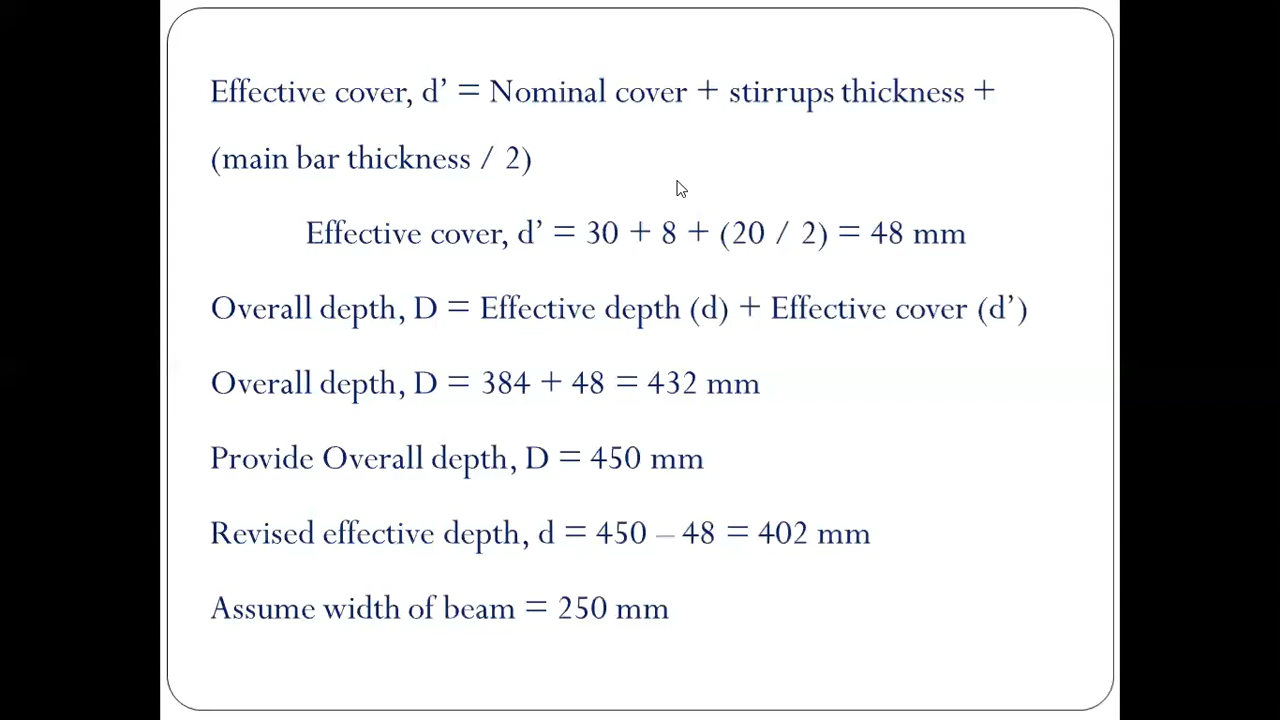 Effective cover, d’ = Nominal cover + stirrups thickness +
(main bar thickness / 2)
Effective cover, d’ = 30 + 8 + (20 / 2) = 48 mm
Overall depth, D = Effective depth (d) + Effective cover (d’)
Overall depth, D = 384 + 48 = 432 mm
Provide Overall depth, D = 450 mm
Revised effective depth, d = 450 – 48 = 402 mm
Assume width of beam = 250 mm